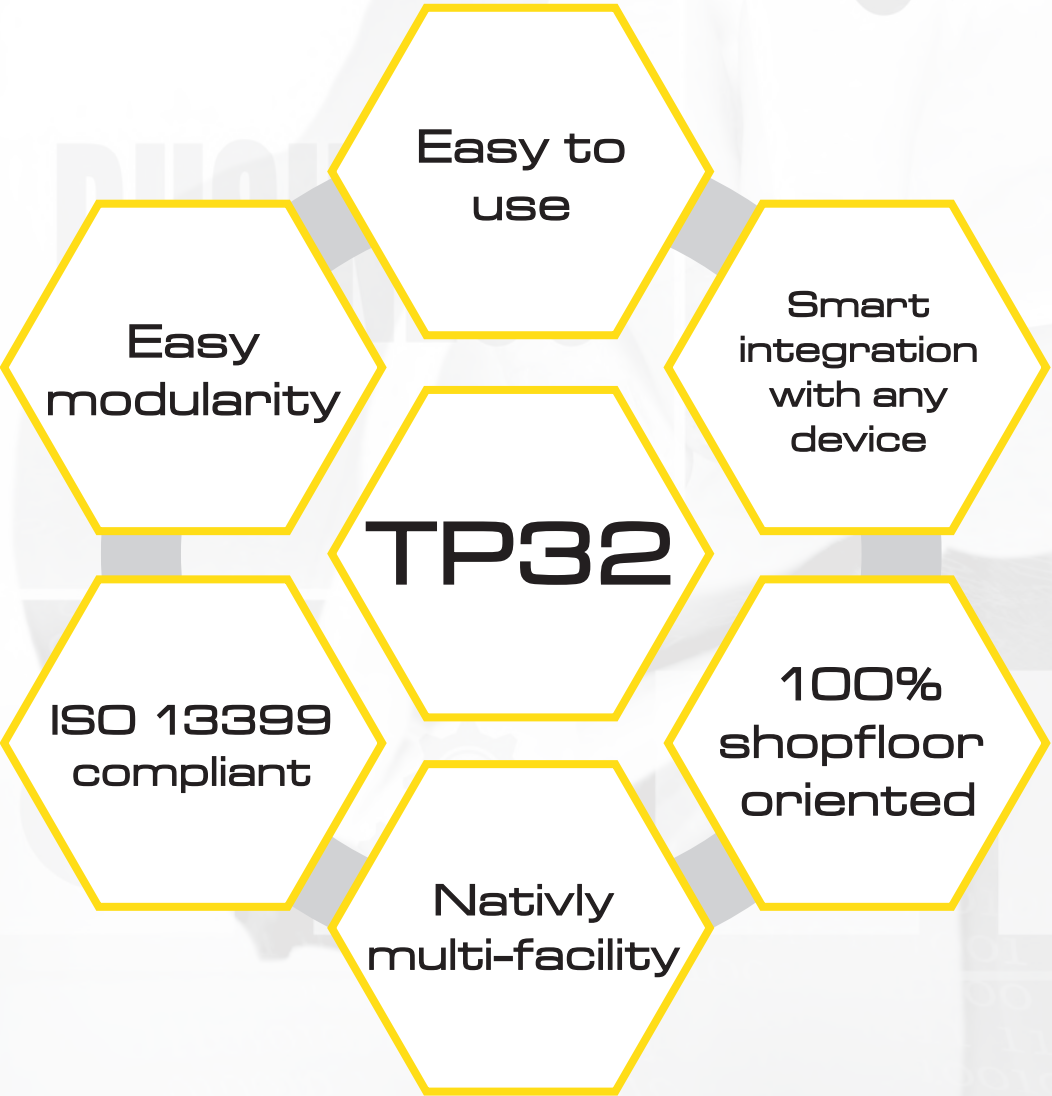 Easy to
use
Easy
modularity
Smart
integration
with any
device
TP32
ISO 13399
compliant
100%
shopfloor
oriented
Nativly
multi-facility